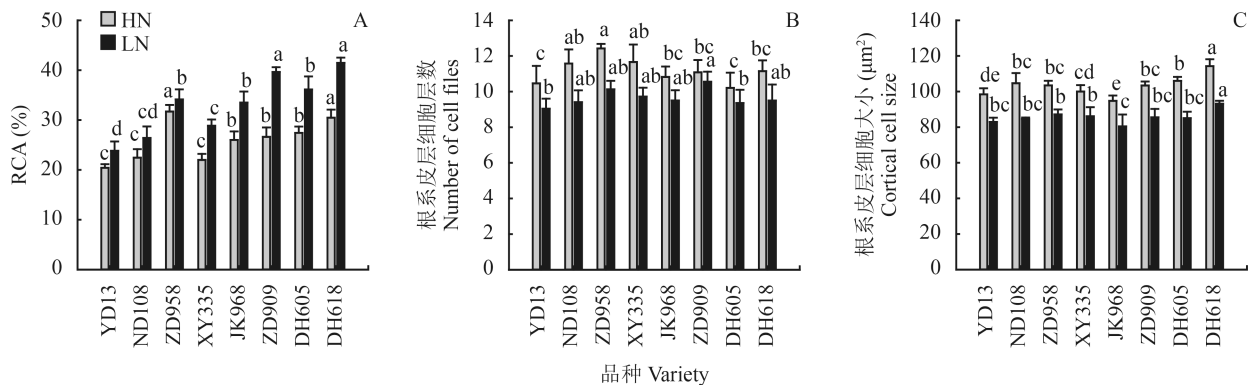 A
HN
LN
RCA (%)
50
40
30
20
10
0
c
d
c
cd
a
b
c
c
b
b
b
a
b
b
a
a
YD13
ND108
ZD958
XY335
JK968
ZD909
DH605
DH618
B
根系皮层细胞层数
Number of cell files
14
12
10
8
6
4
2
0
c
b
ab
ab
a
ab
ab
ab
bc
ab
bc
a
c
b
bc
ab
YD13
ND108
ZD958
XY335
JK968
ZD909
DH605
DH618
品种 Variety
C
根系皮层细胞大小 (μm²)
Cortical cell size
140
120
100
80
60
40
20
0
de
bc
bc
bc
bc
b
cd
bc
e
c
bc
bc
b
bc
a
a
YD13
ND108
ZD958
XY335
JK968
ZD909
DH605
DH618